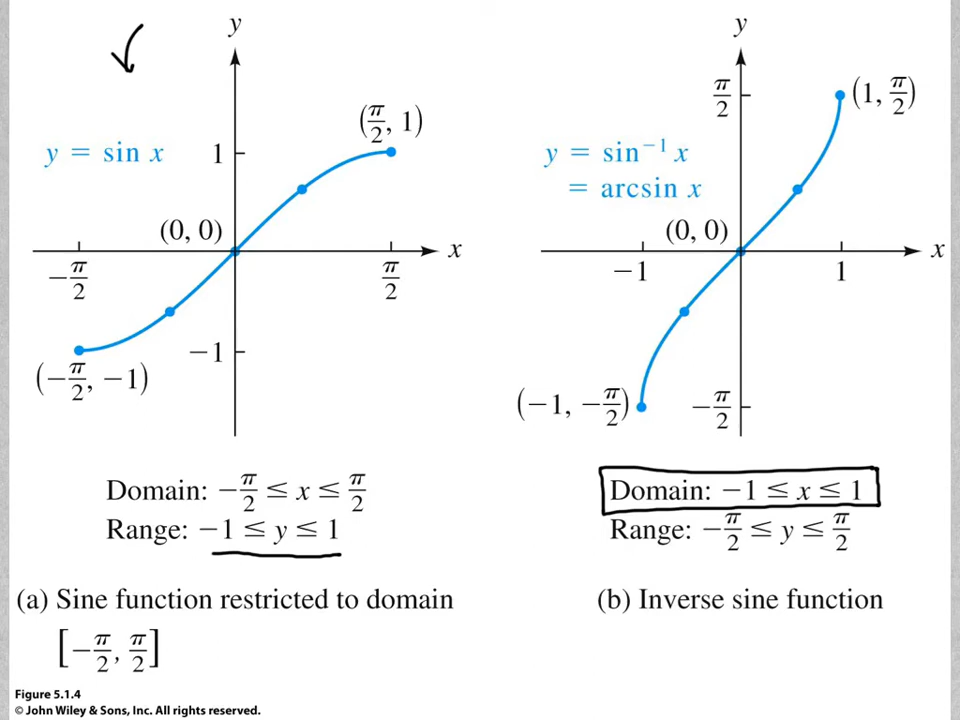 y
(π/2, 1)
y = sin x
1
(0, 0)
x
−π/2
π/2
−1
(−π/2, −1)
Domain: −π/2 ≤ x ≤ π/2
Range: −1 ≤ y ≤ 1
(a) Sine function restricted to domain
[−π/2, π/2]
y
π/2
(1, π/2)
y = sin⁻¹ x
= arcsin x
(0, 0)
x
−1
1
(−1, −π/2)
−π/2
Domain: −1 ≤ x ≤ 1
Range: −π/2 ≤ y ≤ π/2
(b) Inverse sine function
Figure 5.1.4
© John Wiley & Sons, Inc. All rights reserved.